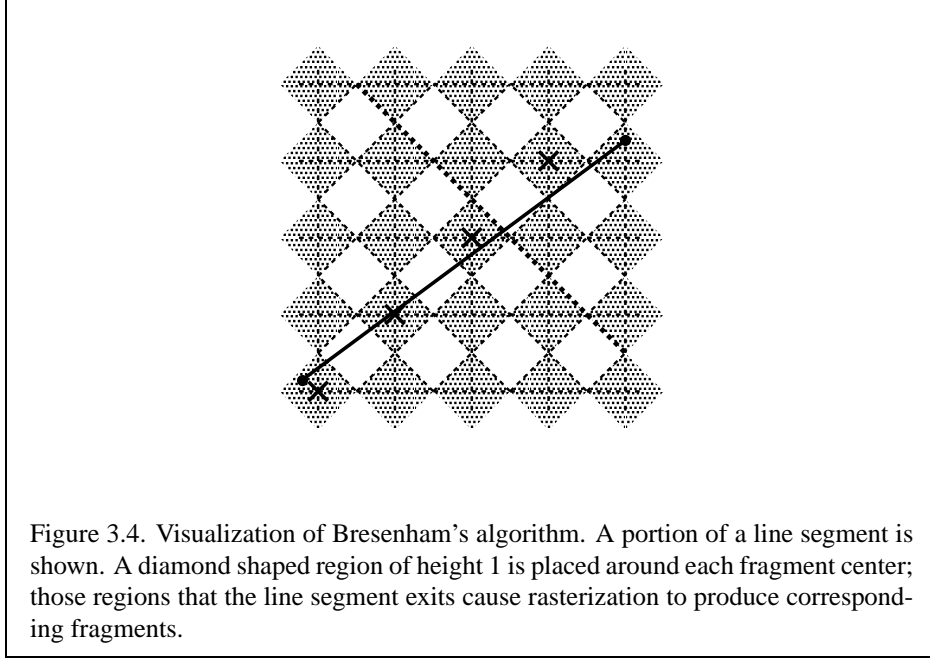 Figure 3.4. Visualization of Bresenham's algorithm. A portion of a line segment is
shown. A diamond shaped region of height 1 is placed around each fragment center;
those regions that the line segment exits cause rasterization to produce correspond-
ing fragments.